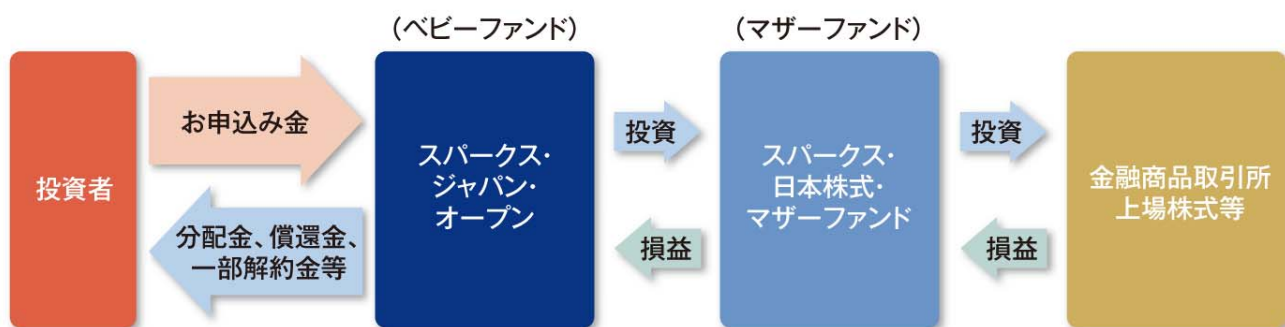 (ベビーファンド)
(マザーファンド)
投資者
お申込み金
分配金、償還金、
一部解約金等
スパークス・
ジャパン・
オープン
投資
損益
スパークス・
日本株式・
マザーファンド
投資
損益
金融商品取引所
上場株式等